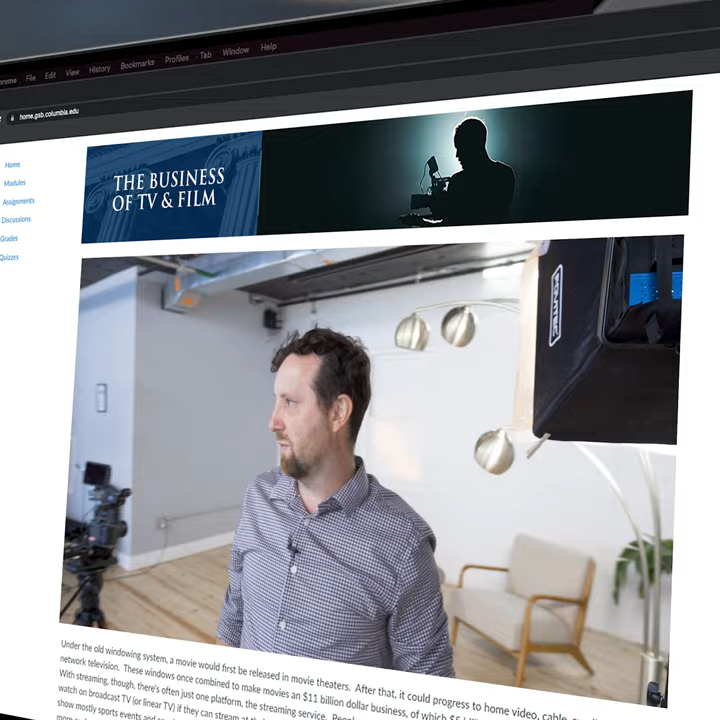 File Edit View History Bookmarks Profiles Tab Window Help
home.gsb.columbia.edu
Home
Modules
Assignments
Discussions
Grades
Quizzes
THE BUSINESS
OF TV & FILM
Under the old windowing system, a movie would first be released in movie theaters. After that, it could progress to home video, cable,
network television. These windows once combined to make movies an $11 billion dollar business, of which
With streaming, though, there's often just one platform, the streaming service.
watch on broadcast TV (or linear TV) if they can stream
show mostly sports events and